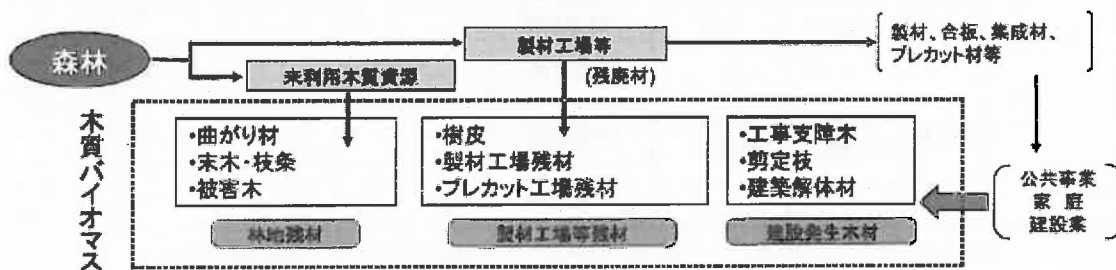 森林
製材工場等
製材、合板、集成材、
プレカット材等
未利用木質資源
(残廃材)
木質バイオマス
・曲がり材
・末木・枝条
・被害木
林地残材
・樹皮
・製材工場残材
・プレカット工場残材
製材工場等残材
・工事支障木
・剪定枝
・建築解体材
建設発生木材
公共事業
家庭
建設業